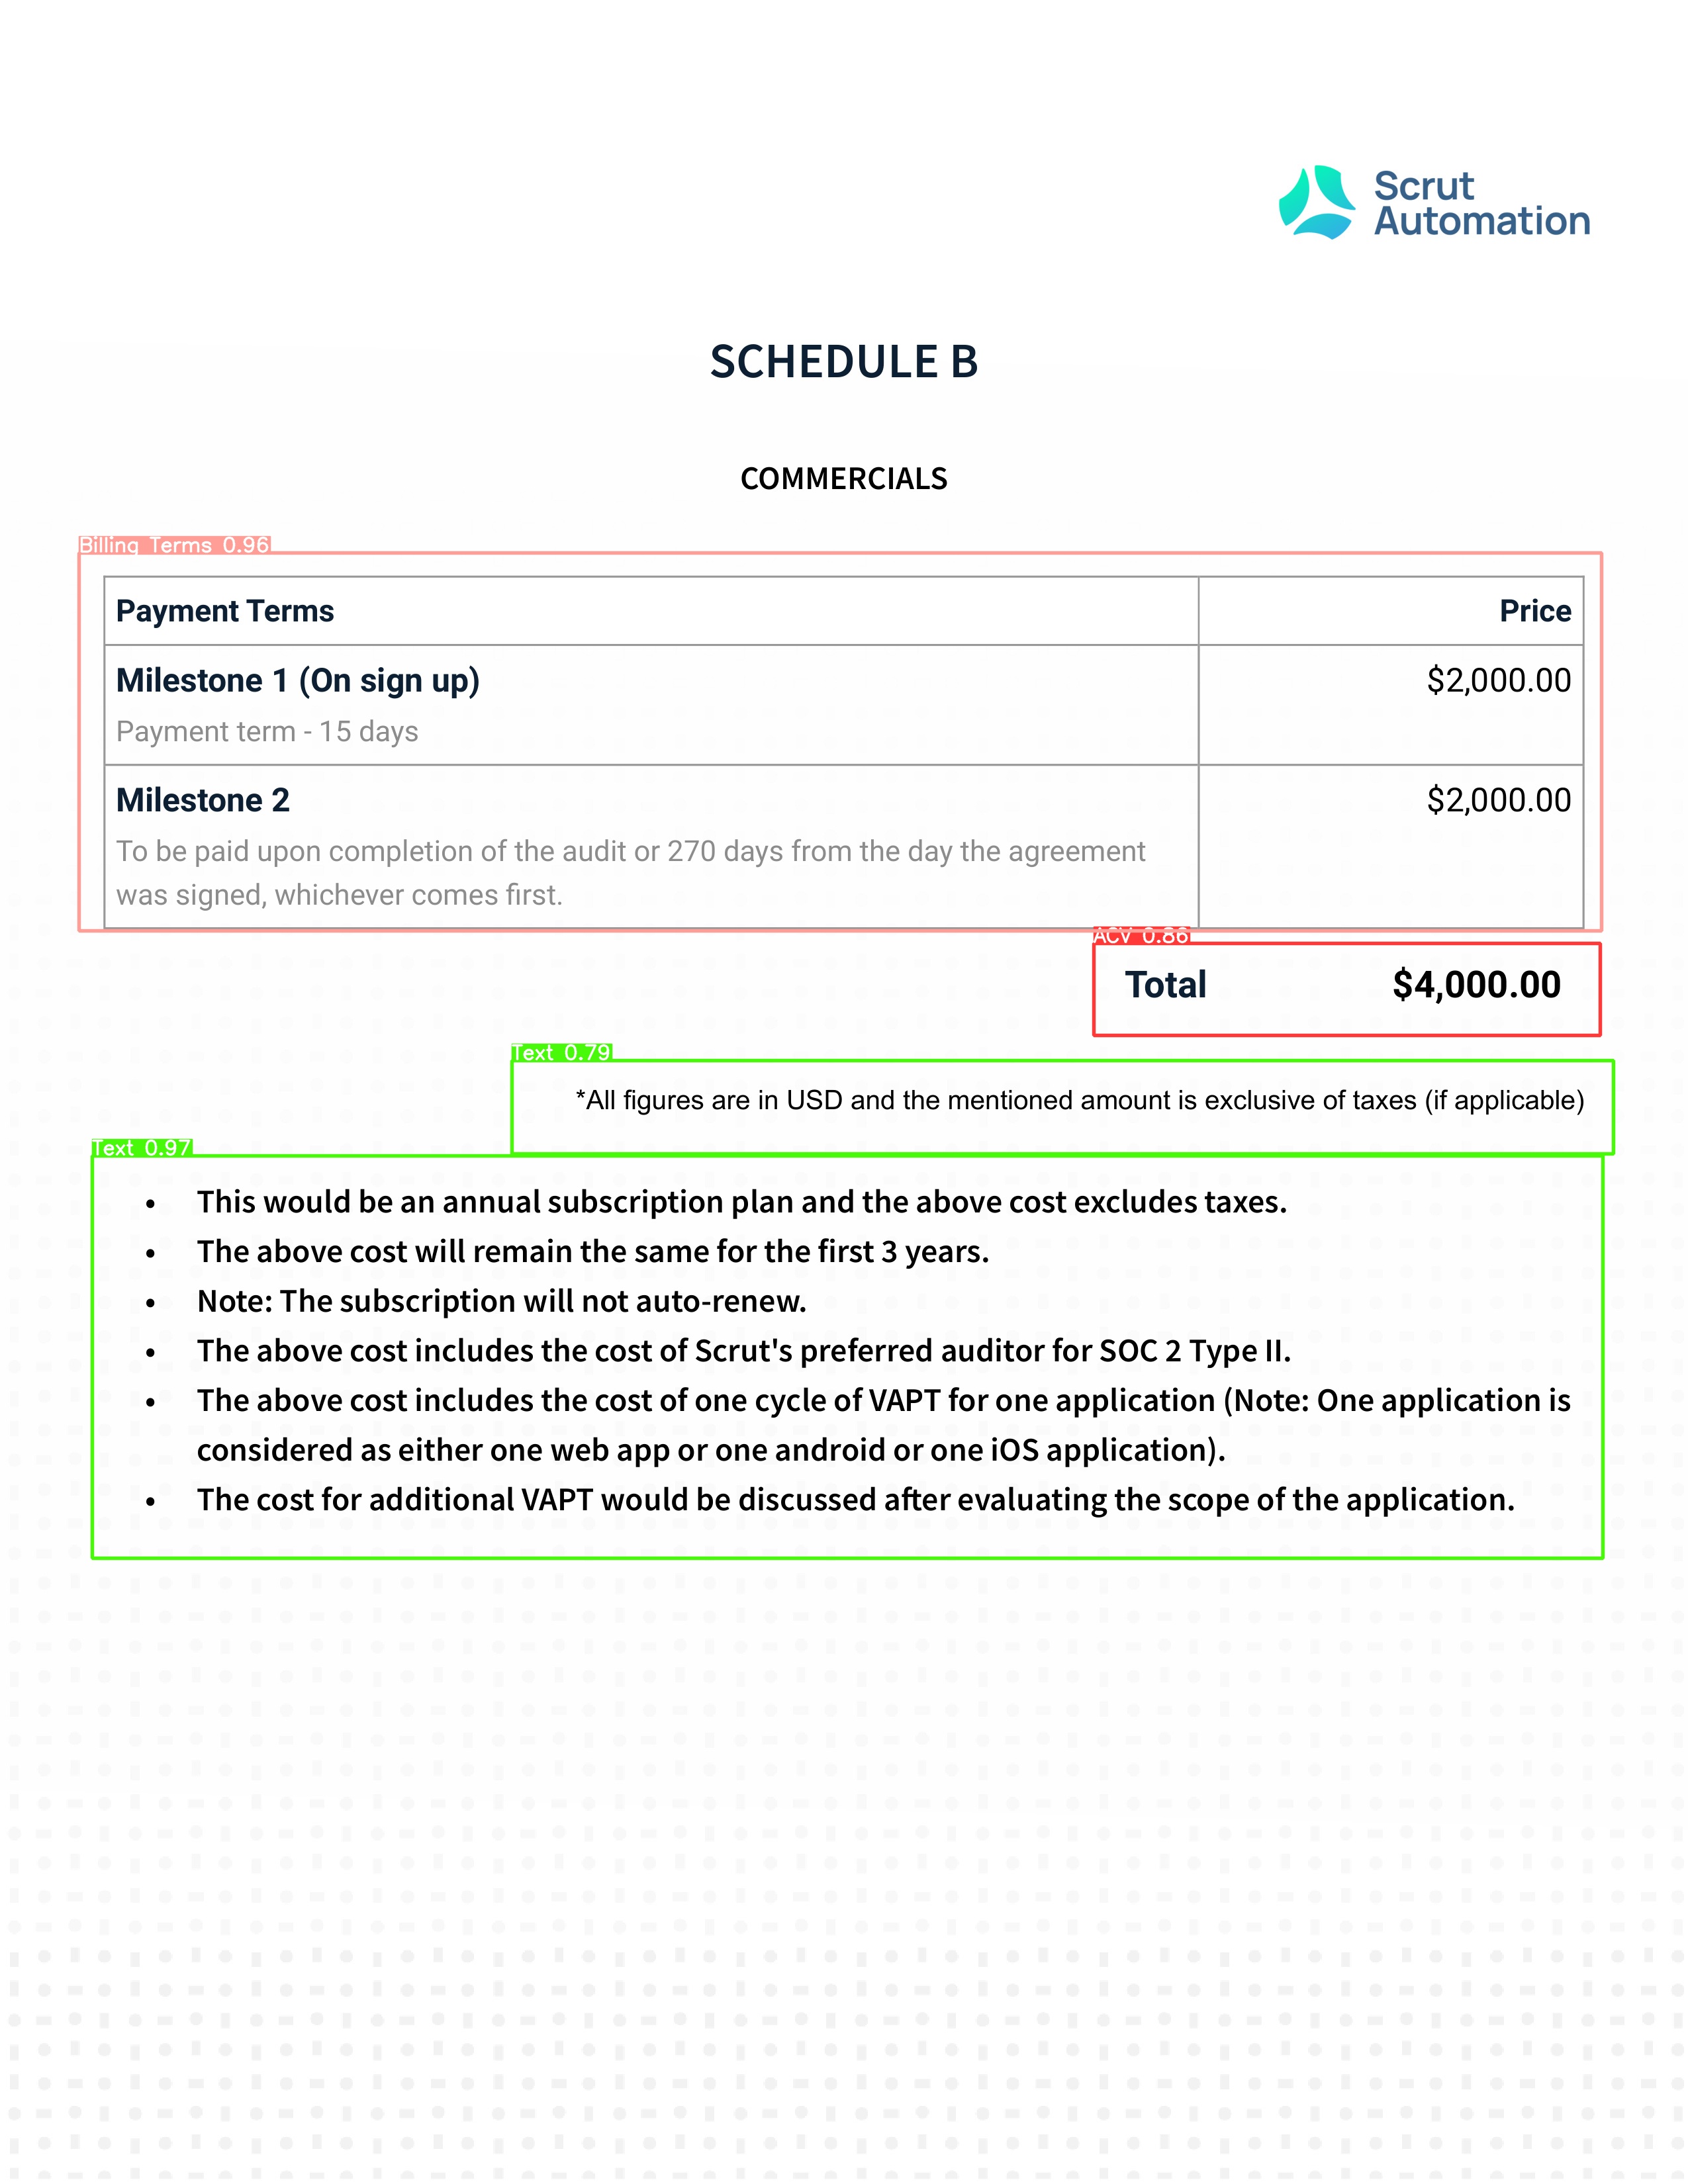 Scrut
Automation
SCHEDULE B
COMMERCIALS
Billing Terms 0.96
Payment Terms Price
Milestone 1 (On sign up) $2,000.00
Payment term - 15 days
Milestone 2 $2,000.00
To be paid upon completion of the audit or 270 days from the day the agreement
was signed, whichever comes first.
ACV 0.86
Total $4,000.00
Text 0.79
*All figures are in USD and the mentioned amount is exclusive of taxes (if applicable)
Text 0.97
• This would be an annual subscription plan and the above cost excludes taxes.
• The above cost will remain the same for the first 3 years.
• Note: The subscription will not auto-renew.
• The above cost includes the cost of Scrut's preferred auditor for SOC 2 Type II.
• The above cost includes the cost of one cycle of VAPT for one application (Note: One application is
considered as either one web app or one android or one iOS application).
• The cost for additional VAPT would be discussed after evaluating the scope of the application.